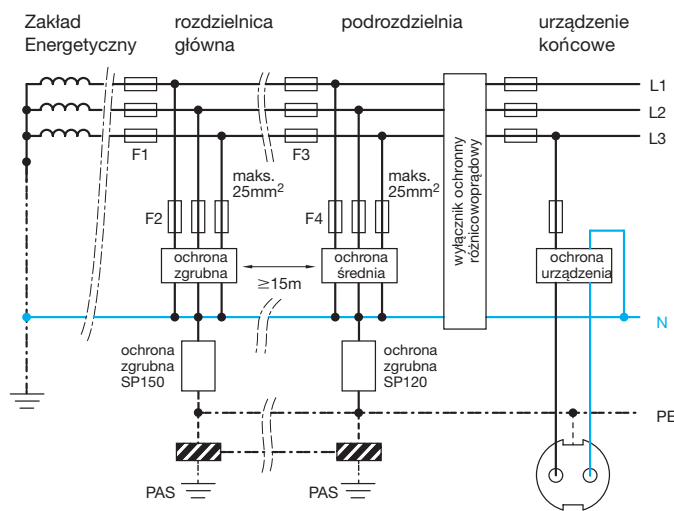 Zakład
Energetyczny
rozdzielnica
główna
podrozdzielnia
urządzenie
końcowe
L1
L2
L3
F1
F3
maks.
25mm²
maks.
25mm²
F2
F4
wyłącznik ochronny
różnicowoprądowy
ochrona
zgrubna
≥15m
ochrona
średnia
ochrona
urządzenia
N
ochrona
zgrubna
SP150
ochrona
zgrubna
SP120
PE
PAS
PAS